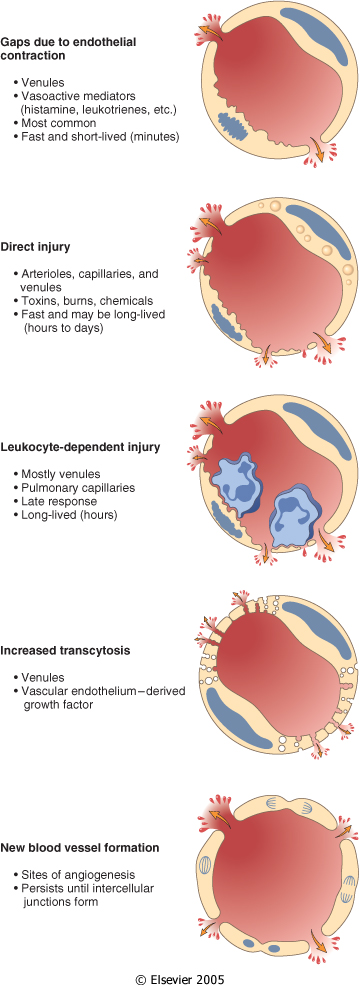 Gaps due to endothelial
contraction
• Venules
• Vasoactive mediators
(histamine, leukotrienes, etc.)
• Most common
• Fast and short-lived (minutes)
Direct injury
• Arterioles, capillaries, and
venules
• Toxins, burns, chemicals
• Fast and may be long-lived
(hours to days)
Leukocyte-dependent injury
• Mostly venules
• Pulmonary capillaries
• Late response
• Long-lived (hours)
Increased transcytosis
• Venules
• Vascular endothelium–derived
growth factor
New blood vessel formation
• Sites of angiogenesis
• Persists until intercellular
junctions form
© Elsevier 2005